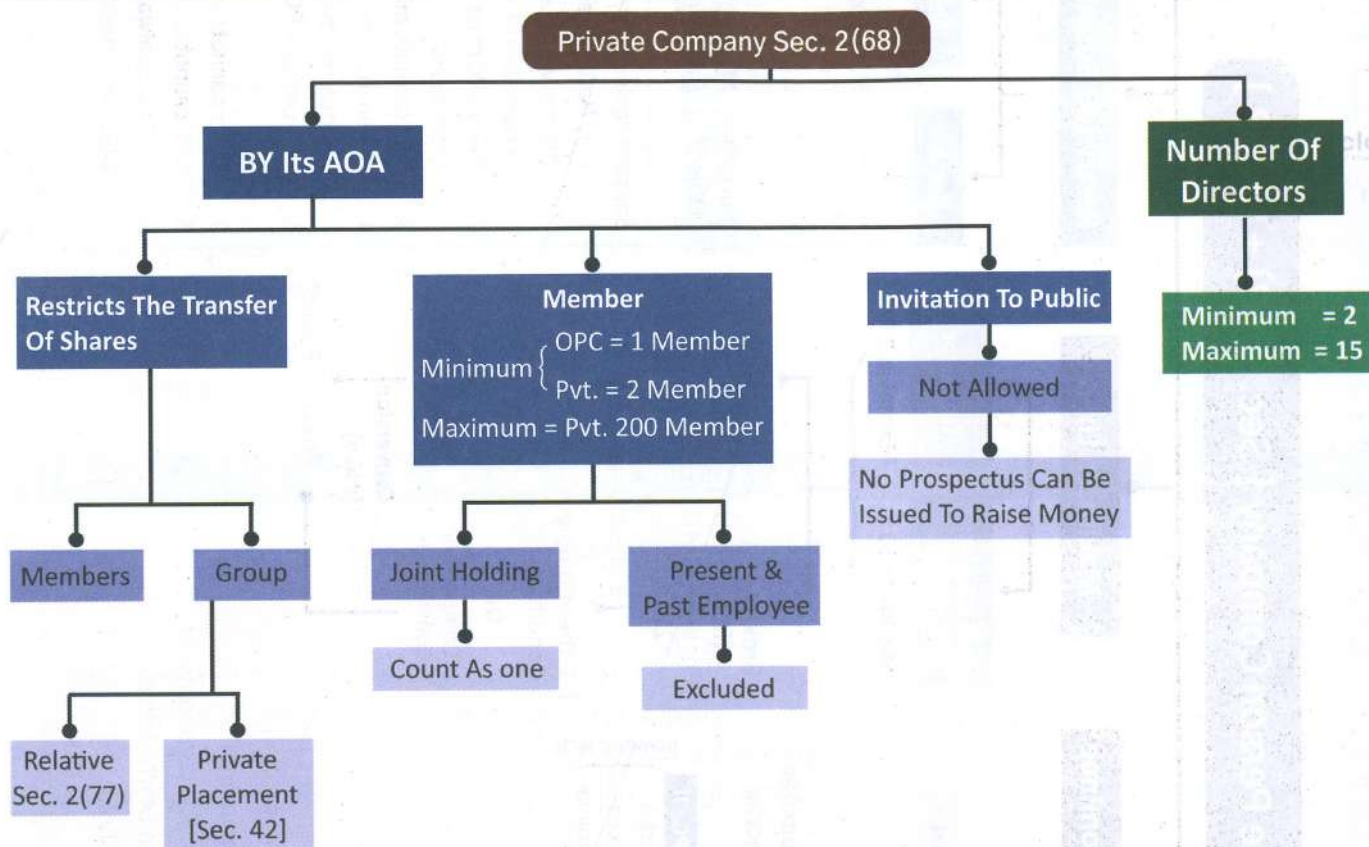 Private Company Sec. 2(68)
BY Its AOA
Number Of
Directors
Restricts The Transfer
Of Shares
Member
Minimum { OPC = 1 Member
Pvt. = 2 Member
Maximum = Pvt. 200 Member
Invitation To Public
Minimum = 2
Maximum = 15
Not Allowed
No Prospectus Can Be
Issued To Raise Money
Members
Group
Joint Holding
Present &
Past Employee
Count As one
Excluded
Relative
Sec. 2(77)
Private
Placement
[Sec. 42]